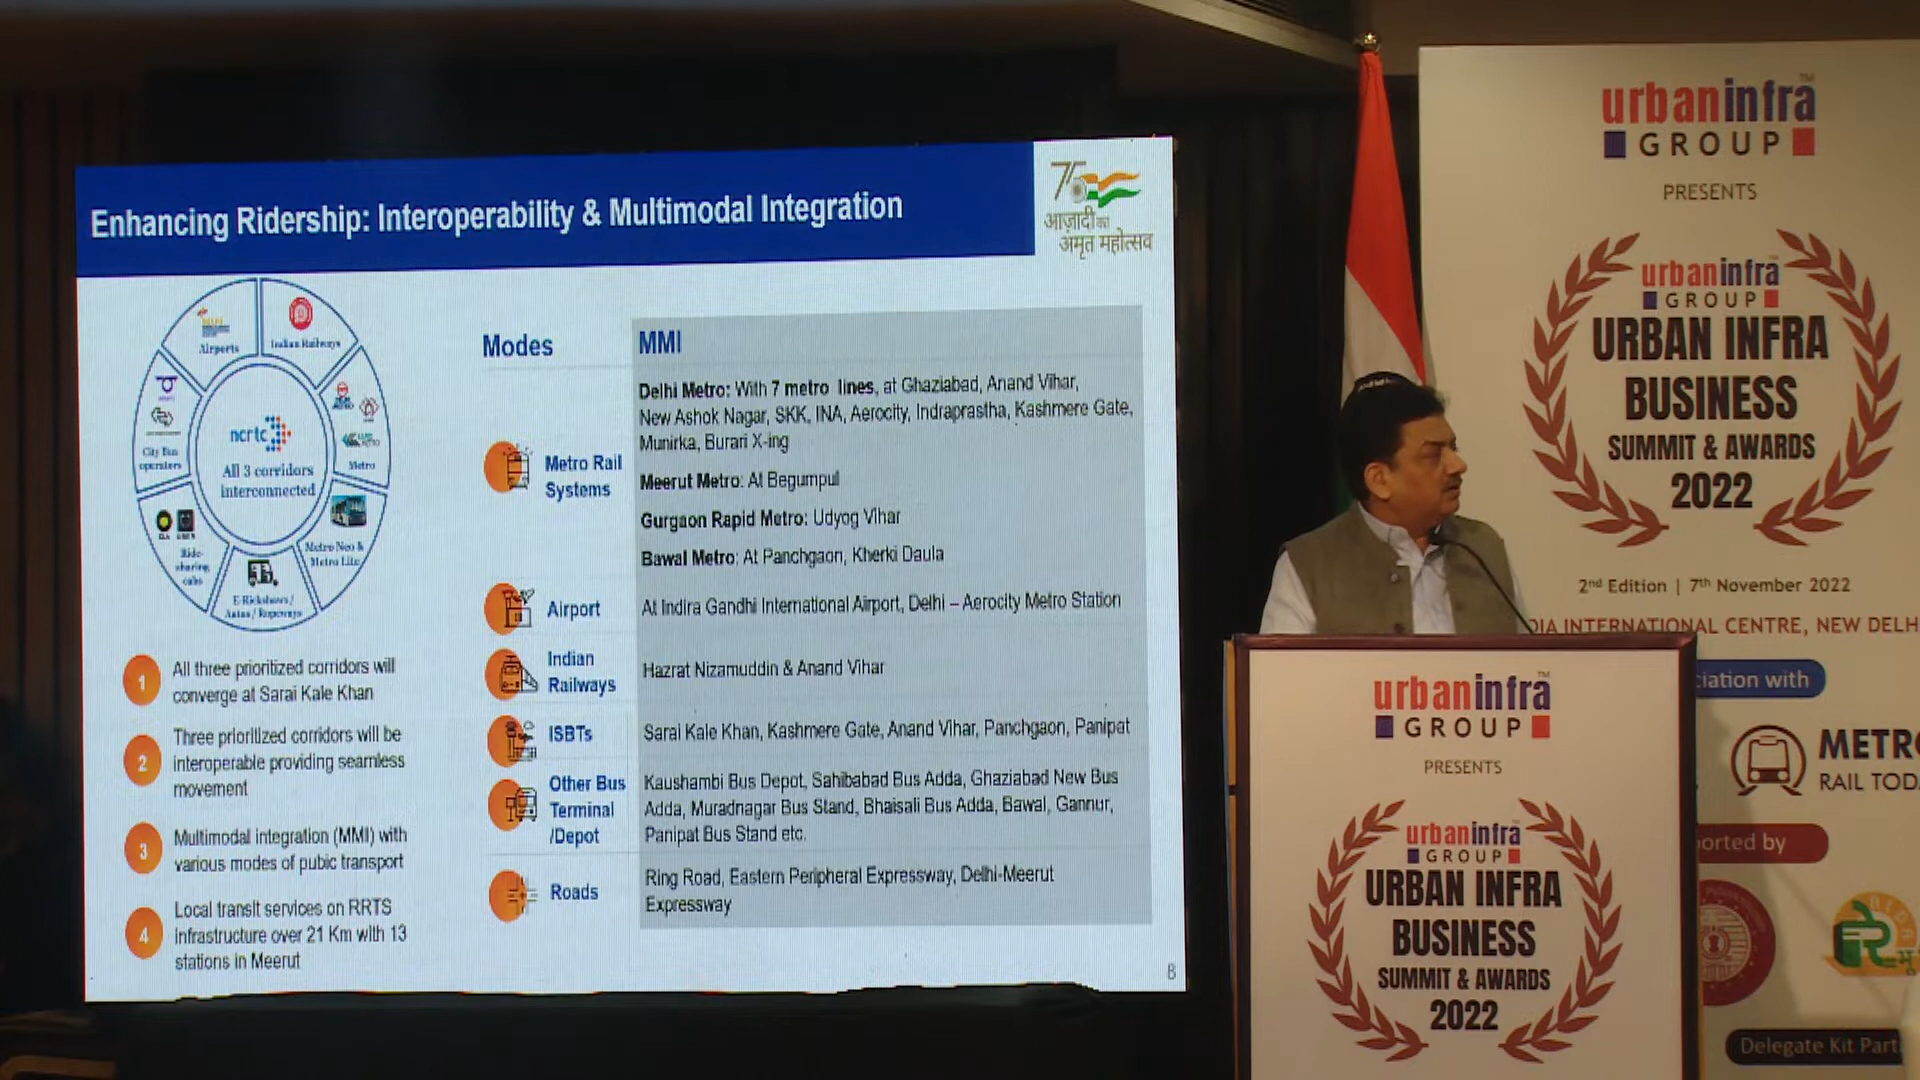 Enhancing Ridership: Interoperability & Multimodal Integration
75
आज़ादी का
अमृत महोत्सव
Airports
Indian Railways
City Bus
operators
Metro
ncrtc
All 3 corridors
interconnected
Ride-
sharing
cabs
Metro Neo &
Metro Lite
E-Rickshaws /
Autos / Ropeways
1
All three prioritized corridors will
converge at Sarai Kale Khan
2
Three prioritized corridors will be
interoperable providing seamless
movement
3
Multimodal integration (MMI) with
various modes of pubic transport
4
Local transit services on RRTS
infrastructure over 21 Km with 13
stations in Meerut
Modes
MMI
Metro Rail
Systems
Delhi Metro: With 7 metro lines, at Ghaziabad, Anand Vihar,
New Ashok Nagar, SKK, INA, Aerocity, Indraprastha, Kashmere Gate,
Munirka, Burari X-ing
Meerut Metro: At Begumpul
Gurgaon Rapid Metro: Udyog Vihar
Bawal Metro: At Panchgaon, Kherki Daula
Airport
At Indira Gandhi International Airport, Delhi – Aerocity Metro Station
Indian
Railways
Hazrat Nizamuddin & Anand Vihar
ISBTs
Sarai Kale Khan, Kashmere Gate, Anand Vihar, Panchgaon, Panipat
Other Bus
Terminal
/Depot
Kaushambi Bus Depot, Sahibabad Bus Adda, Ghaziabad New Bus
Adda, Muradnagar Bus Stand, Bhaisali Bus Adda, Bawal, Gannur,
Panipat Bus Stand etc.
Roads
Ring Road, Eastern Peripheral Expressway, Delhi-Meerut
Expressway
8
urbaninfra™
GROUP
PRESENTS
urbaninfra
GROUP
URBAN INFRA
BUSINESS
SUMMIT & AWARDS
2022
2nd Edition | 7th November 2022
DIA INTERNATIONAL CENTRE, NEW DELH
ciation with
METRO
RAIL TODA
orted by
Delegate Kit Part
urbaninfra™
GROUP
PRESENTS
urbaninfra
GROUP
URBAN INFRA
BUSINESS
SUMMIT & AWARDS
2022